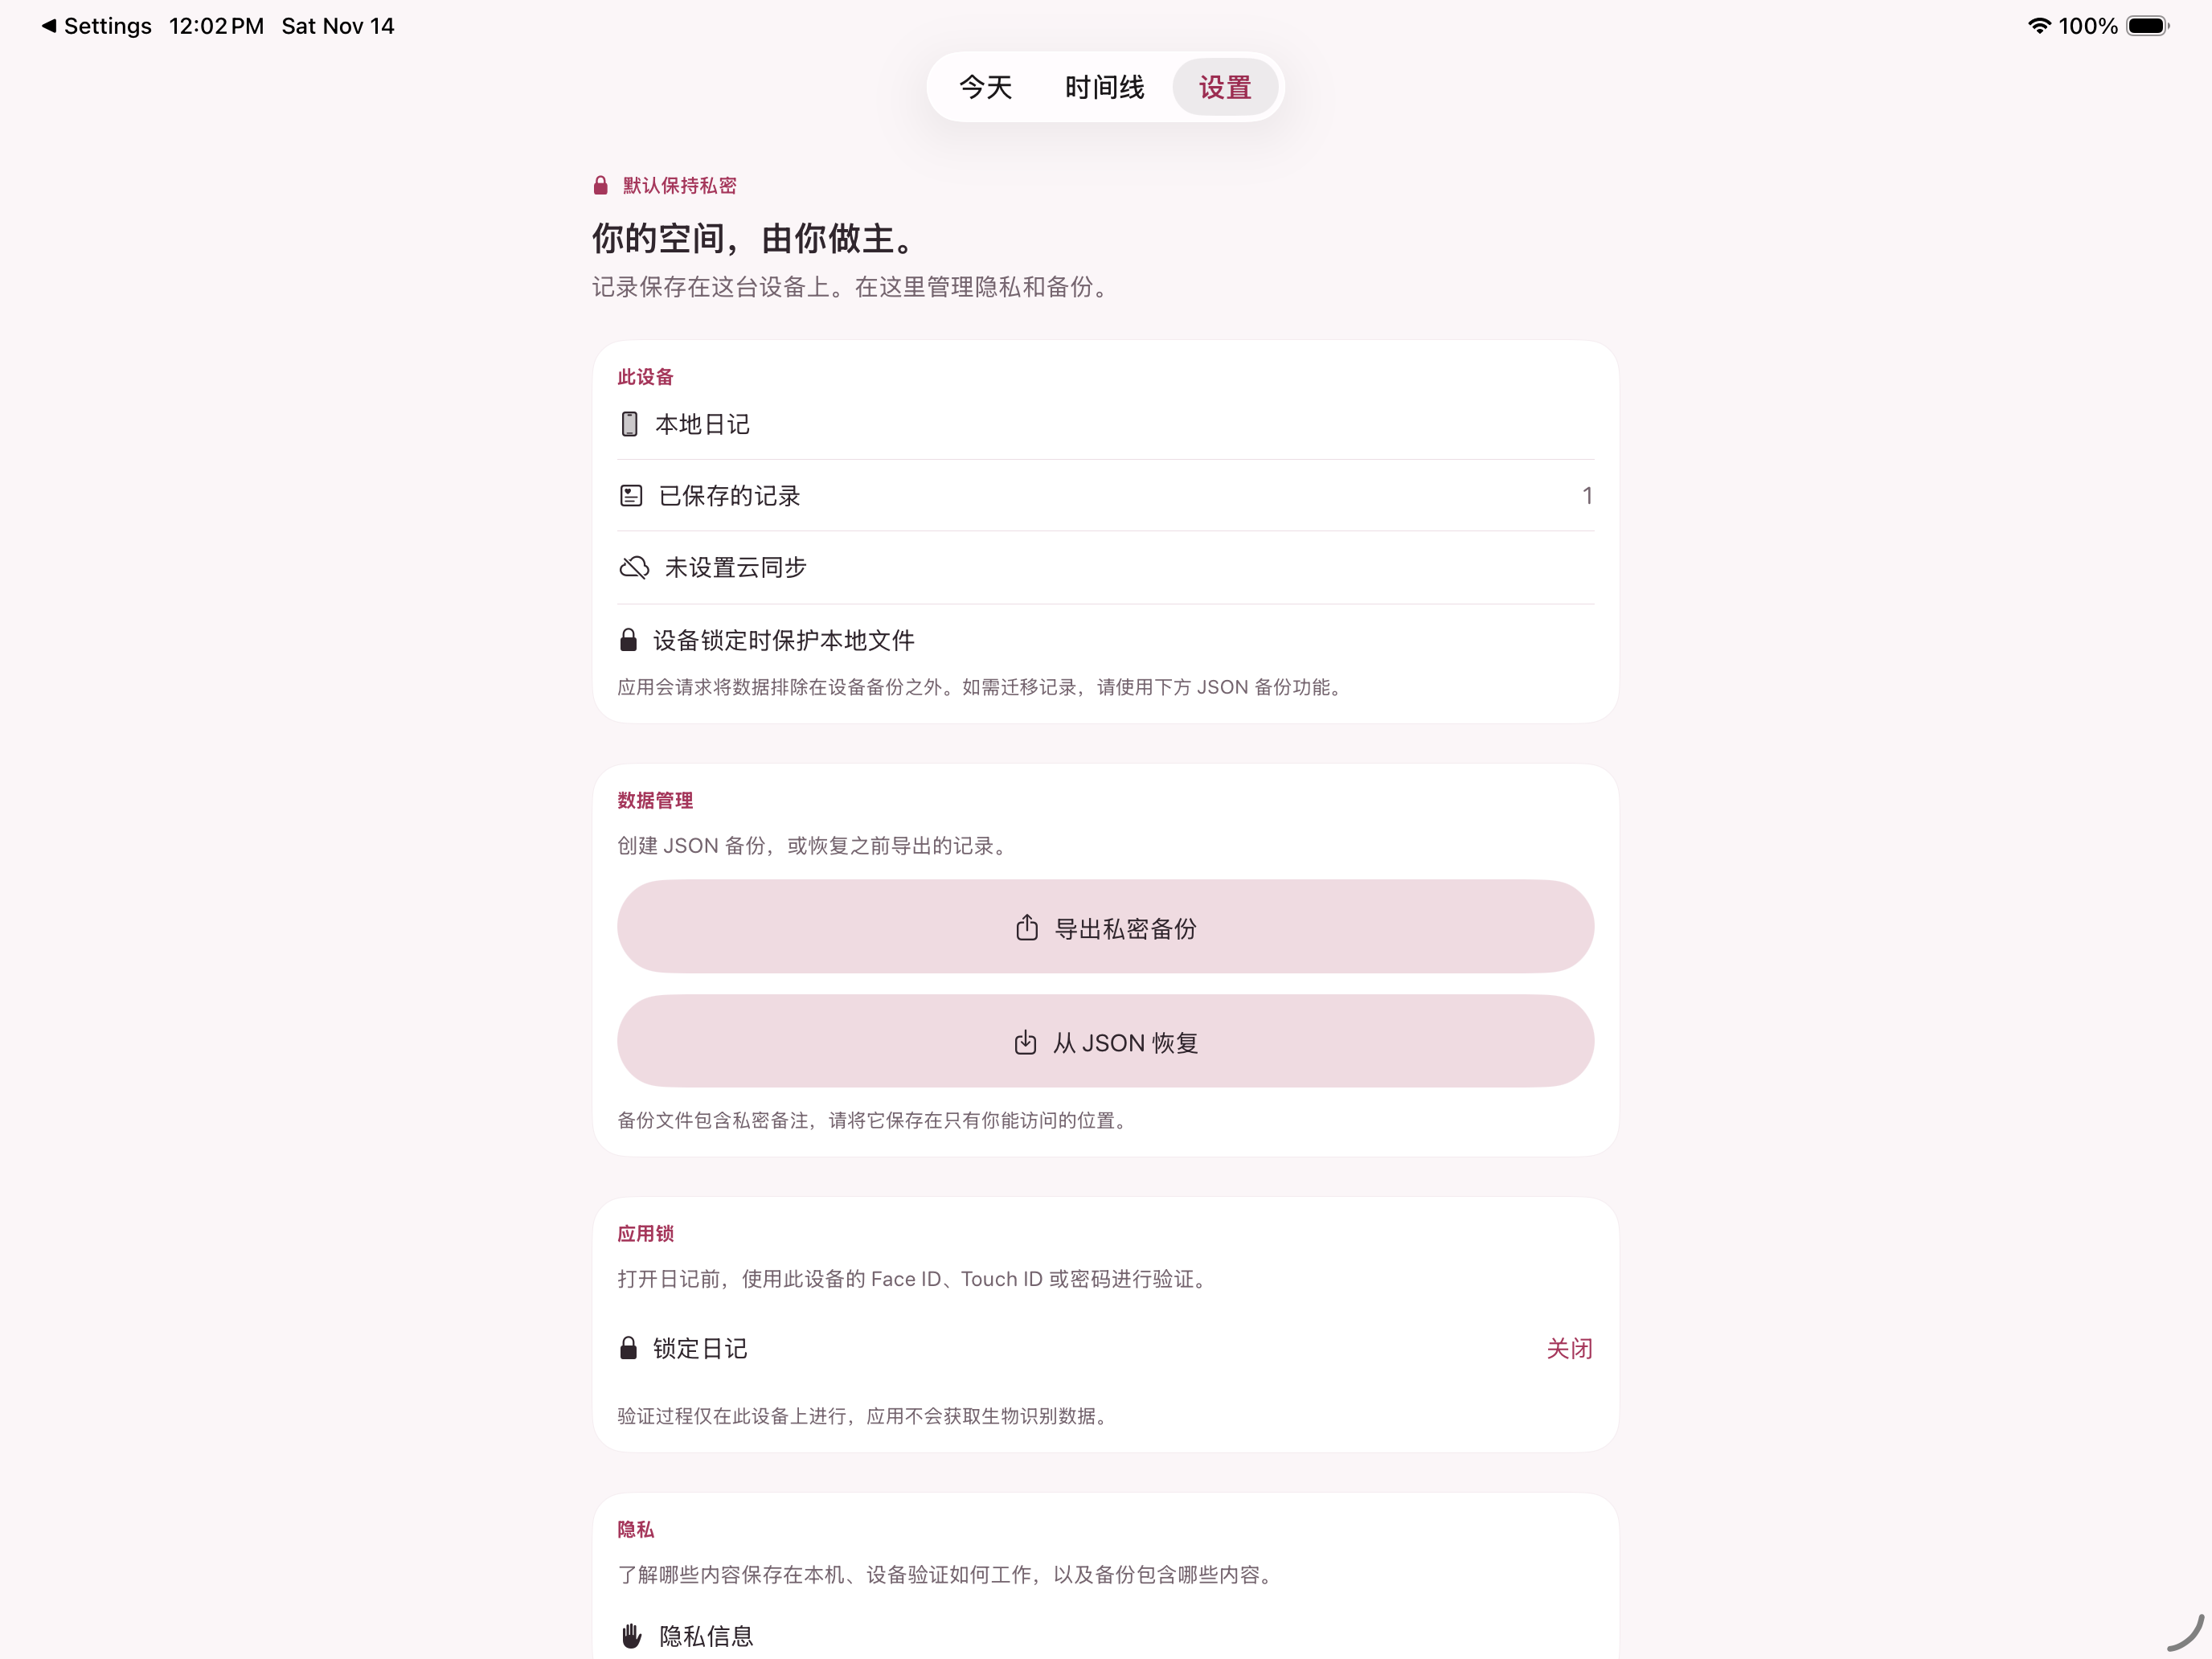 Settings 12:02 PM Sat Nov 14 100%
今天 时间线 设置
默认保持私密
你的空间，由你做主。
记录保存在这台设备上。在这里管理隐私和备份。
此设备
本地日记
已保存的记录 1
未设置云同步
设备锁定时保护本地文件
应用会请求将数据排除在设备备份之外。如需迁移记录，请使用下方 JSON 备份功能。
数据管理
创建 JSON 备份，或恢复之前导出的记录。
导出私密备份
从 JSON 恢复
备份文件包含私密备注，请将它保存在只有你能访问的位置。
应用锁
打开日记前，使用此设备的 Face ID、Touch ID 或密码进行验证。
锁定日记 关闭
验证过程仅在此设备上进行，应用不会获取生物识别数据。
隐私
了解哪些内容保存在本机、设备验证如何工作，以及备份包含哪些内容。
隐私信息